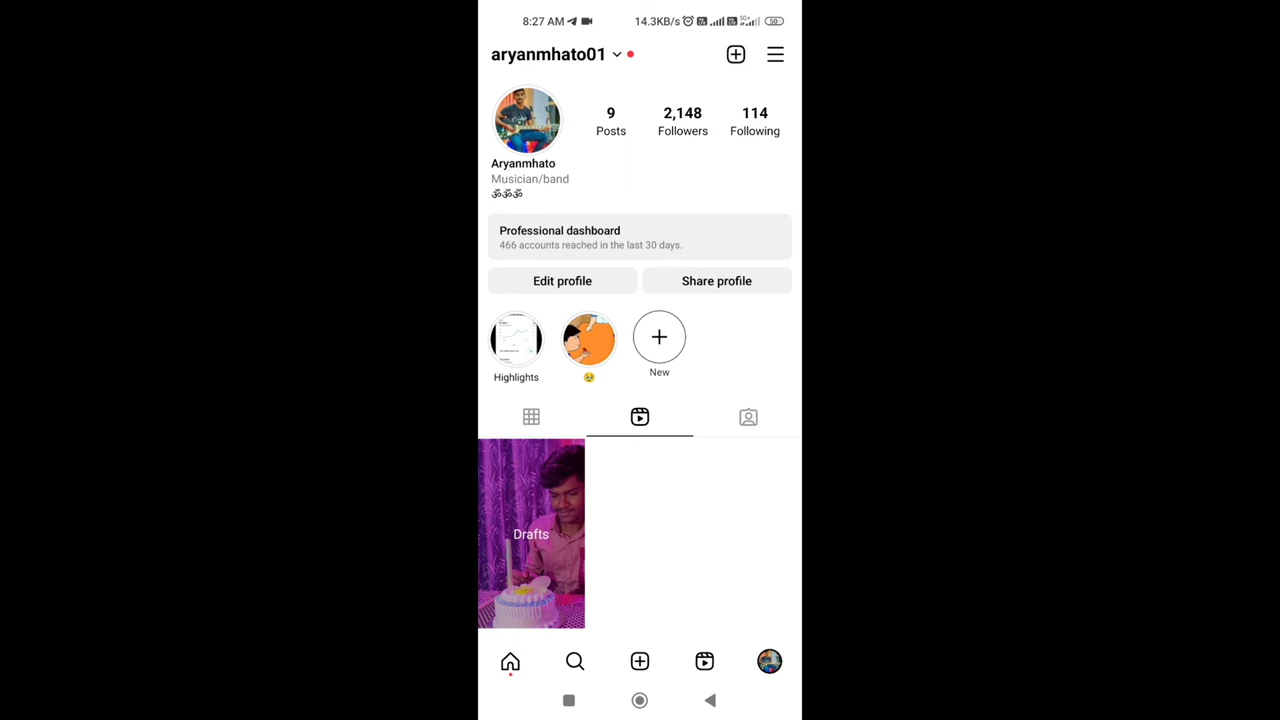 8:27 AM 14.3KB/s 50
aryanmhato01
9 2,148 114
Posts Followers Following
Aryanmhato
Musician/band
ॐॐॐ
Professional dashboard
466 accounts reached in the last 30 days.
Edit profile Share profile
Highlights 🥺 New
Drafts